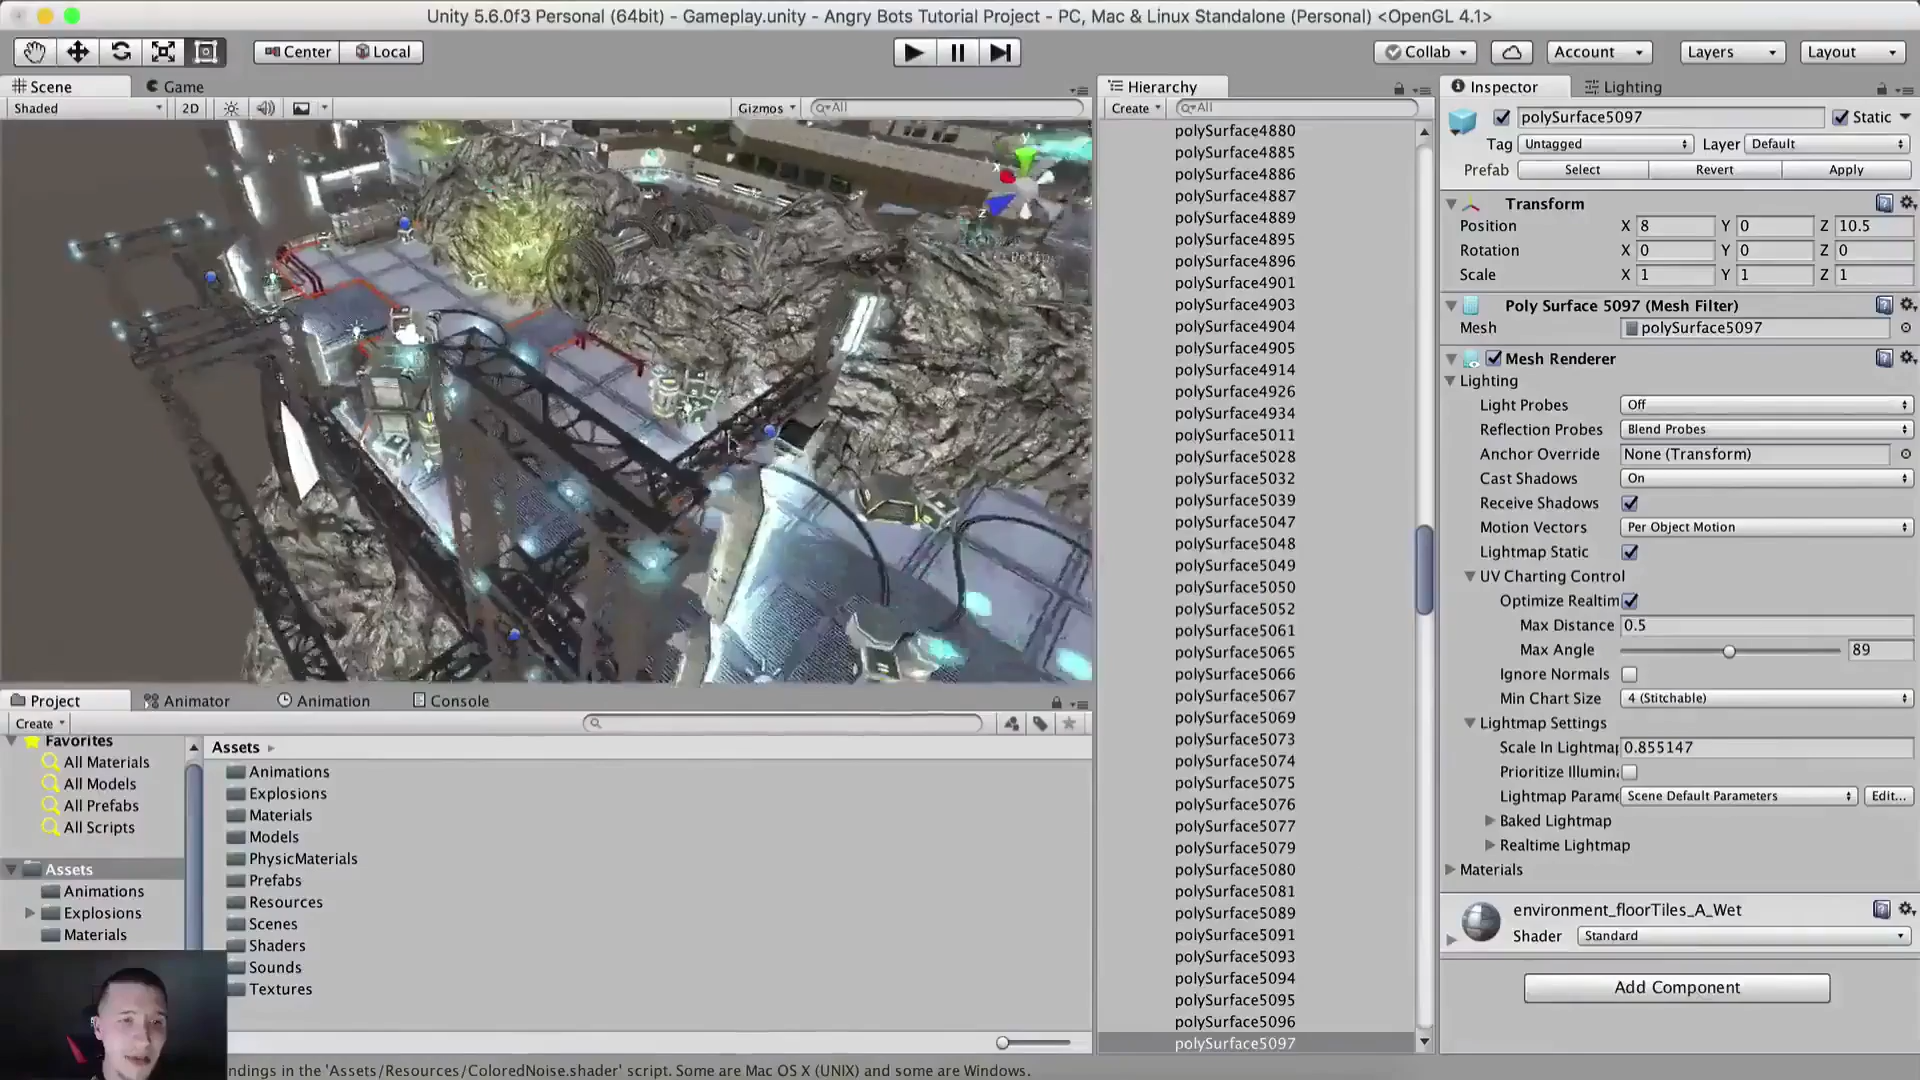 Unity 5.6.0f3 Personal (64bit) - Gameplay.unity - Angry Bots Tutorial Project - PC, Mac & Linux Standalone (Personal) <OpenGL 4.1>
Center Local Collab Account Layers Layout
Scene Game
Shaded 2D Gizmos All
Hierarchy
Create All
polySurface4880
polySurface4885
polySurface4886
polySurface4887
polySurface4889
polySurface4895
polySurface4896
polySurface4901
polySurface4903
polySurface4904
polySurface4905
polySurface4914
polySurface4926
polySurface4934
polySurface5011
polySurface5028
polySurface5032
polySurface5039
polySurface5047
polySurface5048
polySurface5049
polySurface5050
polySurface5052
polySurface5061
polySurface5065
polySurface5066
polySurface5067
polySurface5069
polySurface5073
polySurface5074
polySurface5075
polySurface5076
polySurface5077
polySurface5079
polySurface5080
polySurface5081
polySurface5089
polySurface5091
polySurface5093
polySurface5094
polySurface5095
polySurface5096
polySurface5097
Inspector Lighting
polySurface5097 Static
Tag Untagged Layer Default
Prefab Select Revert Apply
Transform
Position X 8 Y 0 Z 10.5
Rotation X 0 Y 0 Z 0
Scale X 1 Y 1 Z 1
Poly Surface 5097 (Mesh Filter)
Mesh polySurface5097
Mesh Renderer
Lighting
Light Probes Off
Reflection Probes Blend Probes
Anchor Override None (Transform)
Cast Shadows On
Receive Shadows
Motion Vectors Per Object Motion
Lightmap Static
UV Charting Control
Optimize Realtim
Max Distance 0.5
Max Angle 89
Ignore Normals
Min Chart Size 4 (Stitchable)
Lightmap Settings
Scale In Lightmap 0.855147
Prioritize Illumin
Lightmap Parame Scene Default Parameters Edit...
Baked Lightmap
Realtime Lightmap
Materials
environment_floorTiles_A_Wet
Shader Standard
Add Component
Project Animator Animation Console
Create
Favorites
All Materials
All Models
All Prefabs
All Scripts
Assets
Animations
Explosions
Materials
Assets
Animations
Explosions
Materials
Models
PhysicMaterials
Prefabs
Resources
Scenes
Shaders
Sounds
Textures
ndings in the 'Assets/Resources/ColoredNoise.shader' script. Some are Mac OS X (UNIX) and some are Windows.